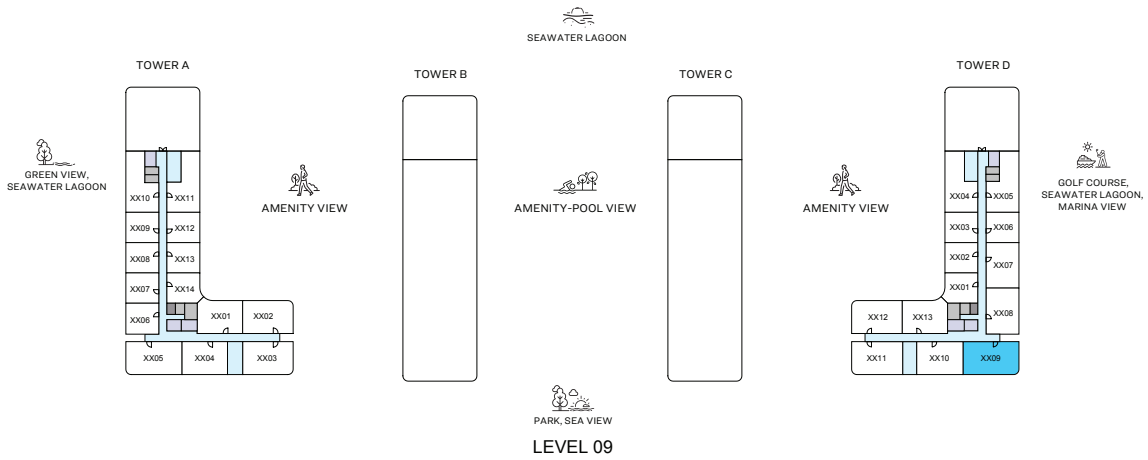 SEAWATER LAGOON
TOWER A
TOWER B
TOWER C
TOWER D
GREEN VIEW,
SEAWATER LAGOON
AMENITY VIEW
AMENITY-POOL VIEW
AMENITY VIEW
GOLF COURSE,
SEAWATER LAGOON,
MARINA VIEW
XX10
XX11
XX09
XX12
XX08
XX13
XX07
XX14
XX06
XX01
XX02
XX05
XX04
XX03
XX04
XX05
XX03
XX06
XX02
XX07
XX01
XX08
XX12
XX13
XX11
XX10
XX09
PARK, SEA VIEW
LEVEL 09